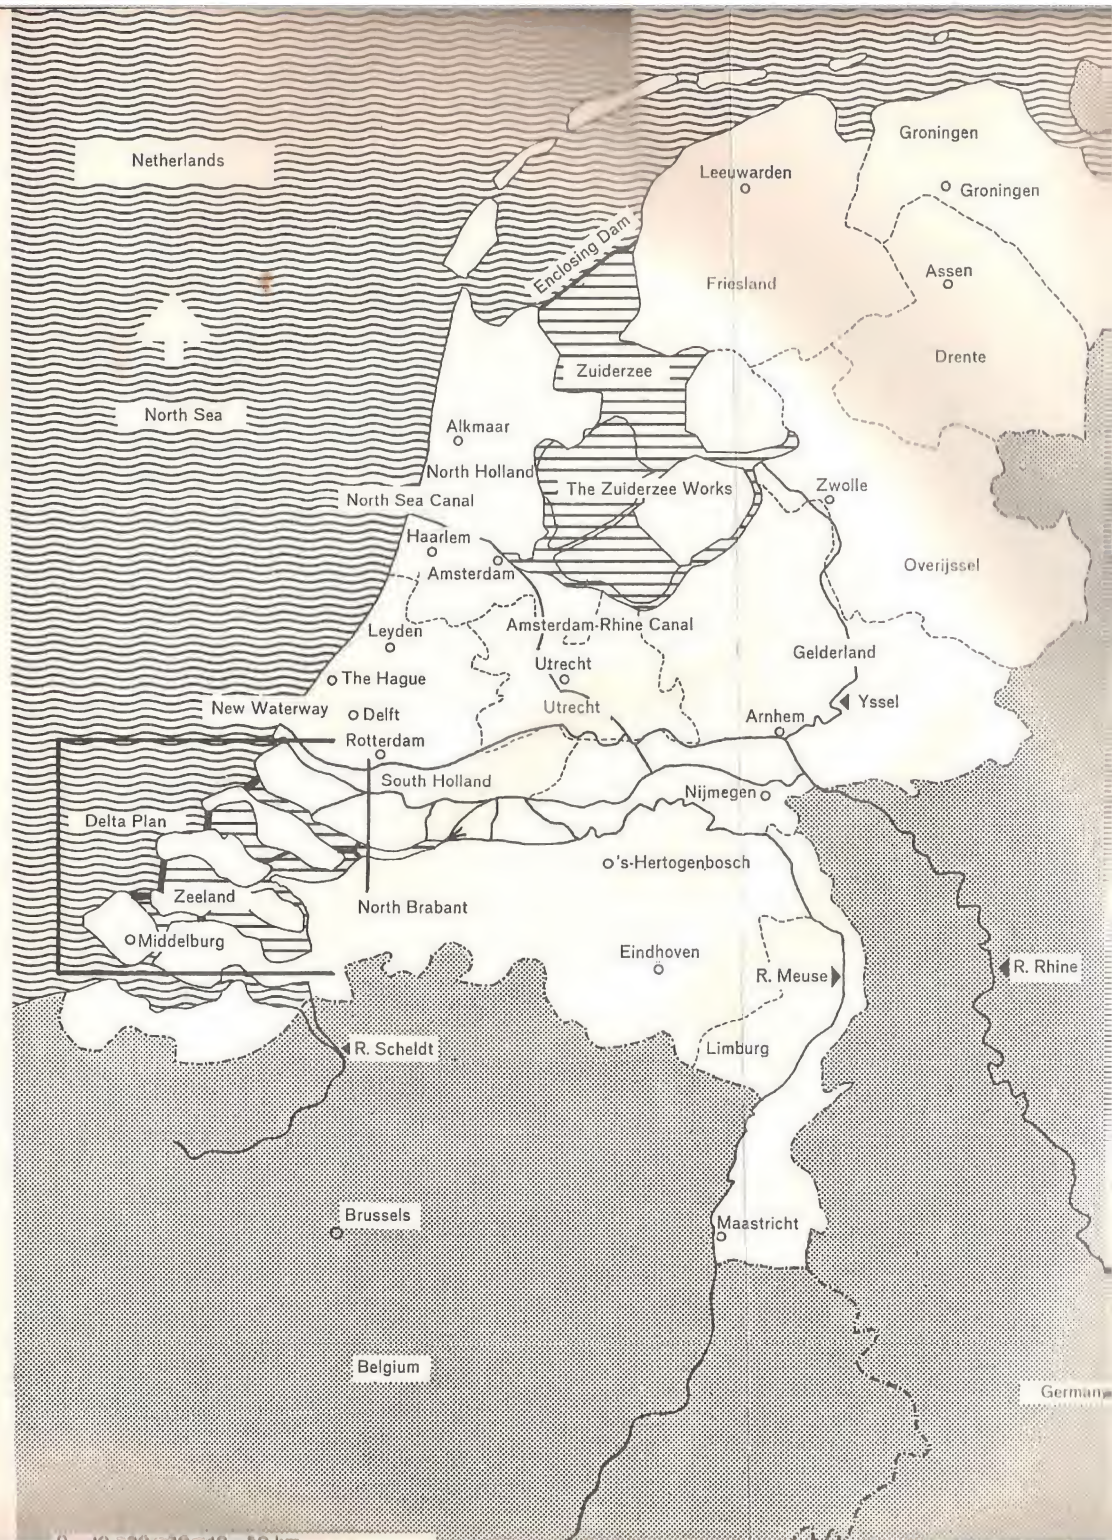 Netherlands
Groningen
Leeuwarden
Groningen
Enclosing Dam
Assen
Friesland
Drente
Zuiderzee
North Sea
Alkmaar
North Holland
The Zuiderzee Works
Zwolle
North Sea Canal
Haarlem
Amsterdam
Overijssel
Leyden
Amsterdam-Rhine Canal
Gelderland
Utrecht
The Hague
New Waterway
Delft
Utrecht
Yssel
Arnhem
Rotterdam
South Holland
Nijmegen
Delta Plan
's-Hertogenbosch
Zeeland
North Brabant
Middelburg
Eindhoven
R. Meuse
R. Rhine
R. Scheldt
Limburg
Brussels
Maastricht
Belgium
German